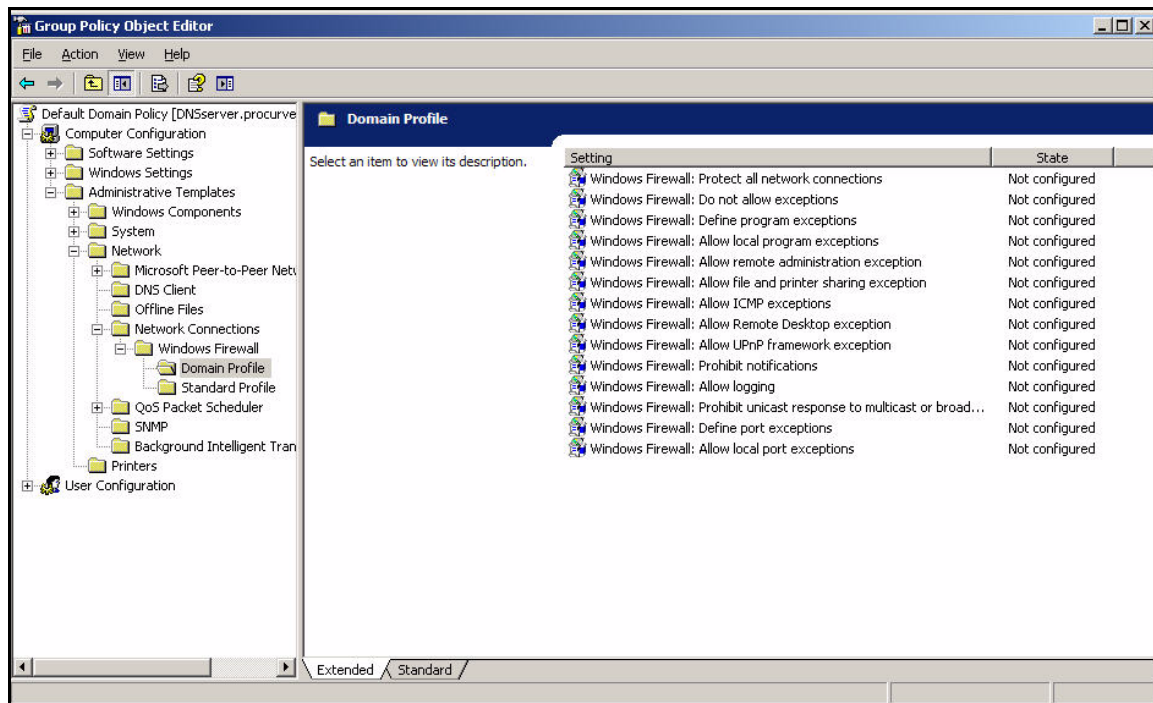 Group Policy Object Editor
File Action View Help
Default Domain Policy [DNSserver.procurve
Computer Configuration
Software Settings
Windows Settings
Administrative Templates
Windows Components
System
Network
Microsoft Peer-to-Peer Netw
DNS Client
Offline Files
Network Connections
Windows Firewall
Domain Profile
Standard Profile
QoS Packet Scheduler
SNMP
Background Intelligent Tran
Printers
User Configuration
Domain Profile
Select an item to view its description.
Setting State
Windows Firewall: Protect all network connections Not configured
Windows Firewall: Do not allow exceptions Not configured
Windows Firewall: Define program exceptions Not configured
Windows Firewall: Allow local program exceptions Not configured
Windows Firewall: Allow remote administration exception Not configured
Windows Firewall: Allow file and printer sharing exception Not configured
Windows Firewall: Allow ICMP exceptions Not configured
Windows Firewall: Allow Remote Desktop exception Not configured
Windows Firewall: Allow UPnP framework exception Not configured
Windows Firewall: Prohibit notifications Not configured
Windows Firewall: Allow logging Not configured
Windows Firewall: Prohibit unicast response to multicast or broad... Not configured
Windows Firewall: Define port exceptions Not configured
Windows Firewall: Allow local port exceptions Not configured
Extended Standard